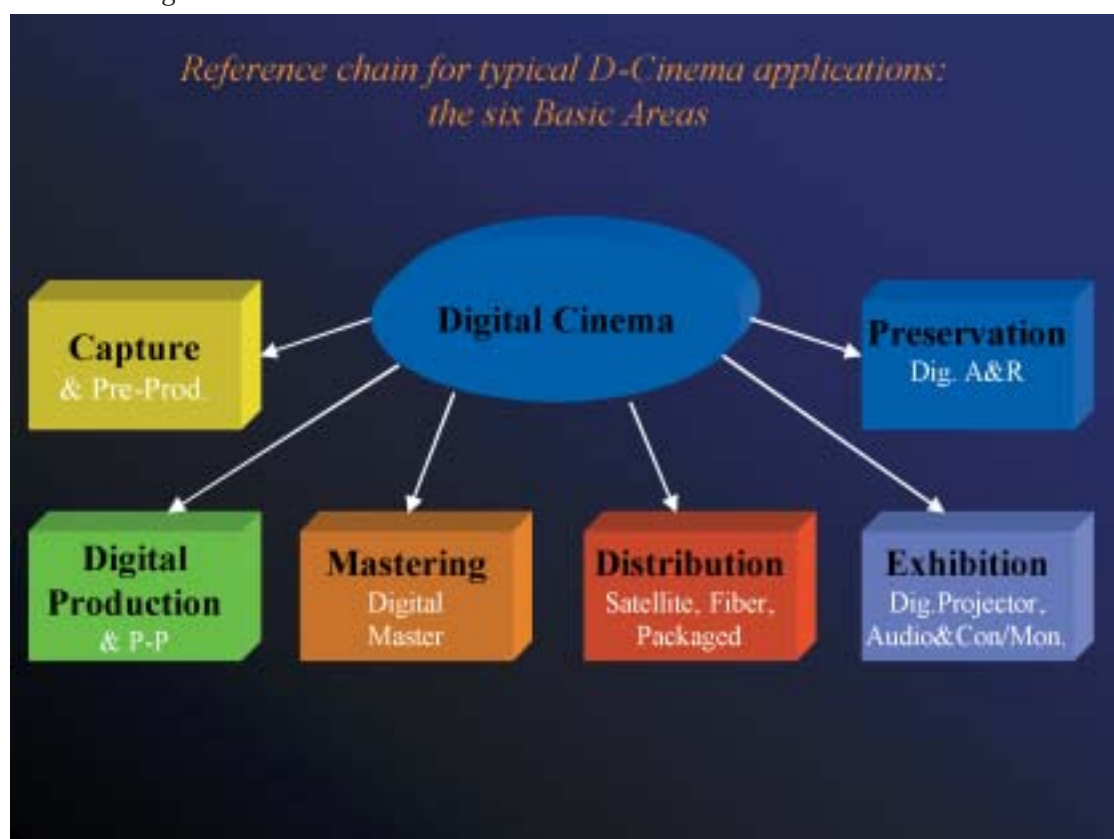 Reference chain for typical D-Cinema applications:
the six Basic Areas
Digital Cinema
Capture
& Pre-Prod.
Preservation
Dig. A&R
Digital
Production
& P-P
Mastering
Digital
Master
Distribution
Satellite, Fiber,
Packaged
Exhibition
Dig.Projector,
Audio&Con/Mon.